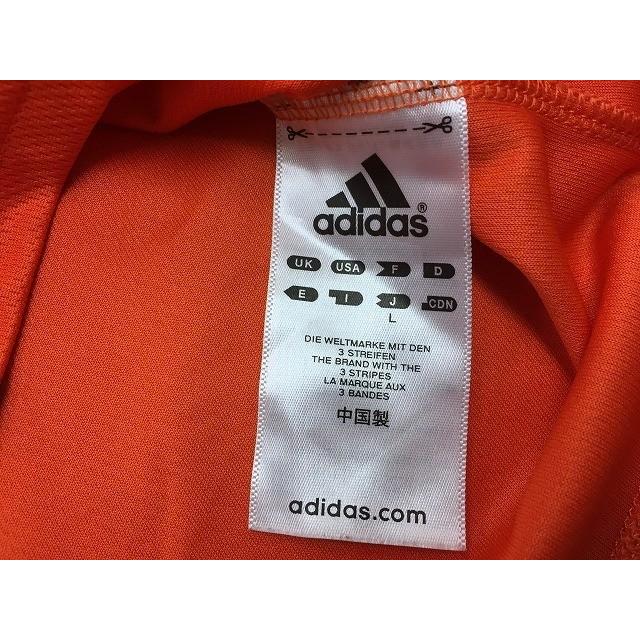 adidas®
UK USA F D
E I J CDN
L
DIE WELTMARKE MIT DEN
3 STREIFEN
THE BRAND WITH THE
3 STRIPES
LA MARQUE AUX
3 BANDES
中国製
adidas.com